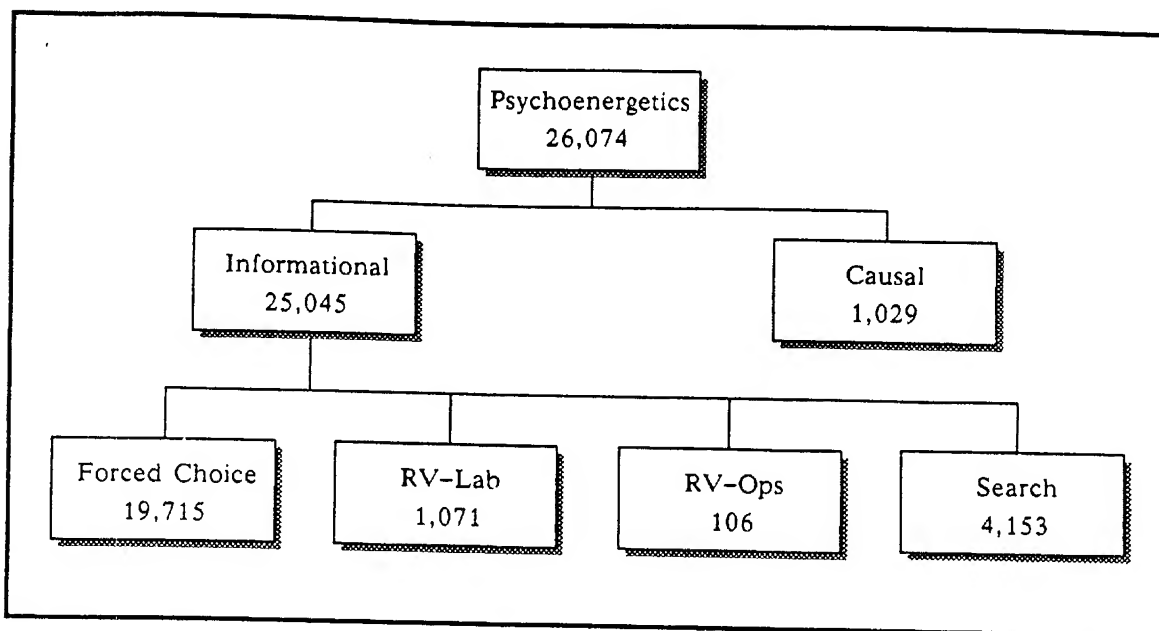 Psychoenergetics
26,074
Informational
25,045
Causal
1,029
Forced Choice
19,715
RV-Lab
1,071
RV-Ops
106
Search
4,153